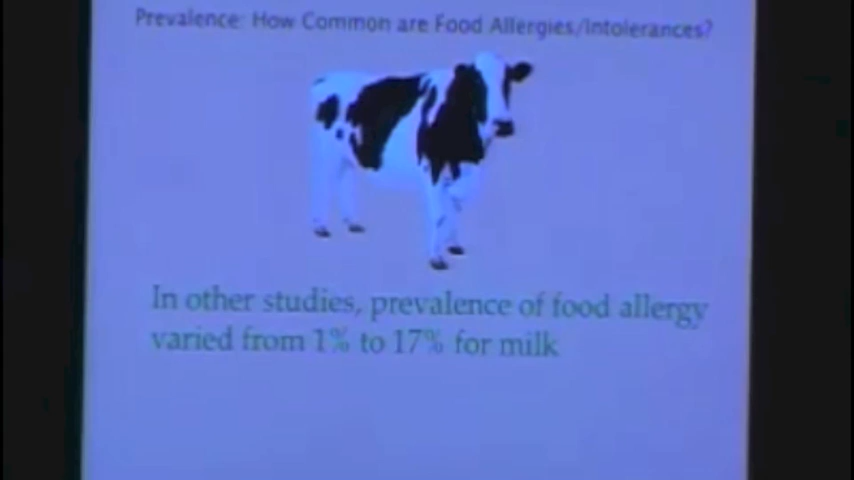 Prevalence: How Common are Food Allergies/Intolerances?
In other studies, prevalence of food allergy
varied from 1% to 17% for milk